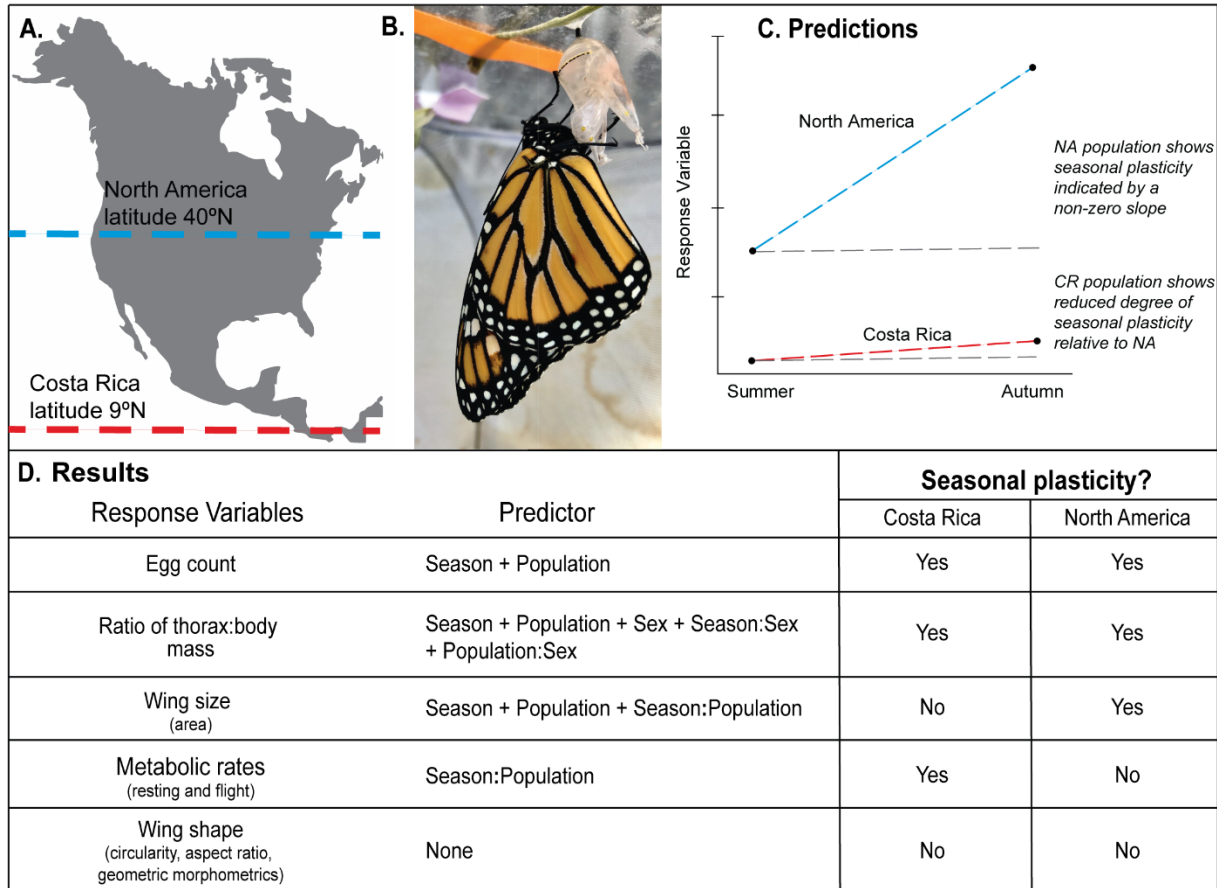 A.
North America
latitude 40ºN
Costa Rica
latitude 9ºN
B.
C. Predictions
Response Variable
North America
NA population shows
seasonal plasticity
indicated by a
non-zero slope
CR population shows
reduced degree of
seasonal plasticity
relative to NA
Costa Rica
Summer
Autumn
D. Results
Seasonal plasticity?
Response Variables
Predictor
Costa Rica
North America
Egg count
Season + Population
Yes
Yes
Ratio of thorax:body
mass
Season + Population + Sex + Season:Sex
+ Population:Sex
Yes
Yes
Wing size
(area)
Season + Population + Season:Population
No
Yes
Metabolic rates
(resting and flight)
Season:Population
Yes
No
Wing shape
(circularity, aspect ratio,
geometric morphometrics)
None
No
No